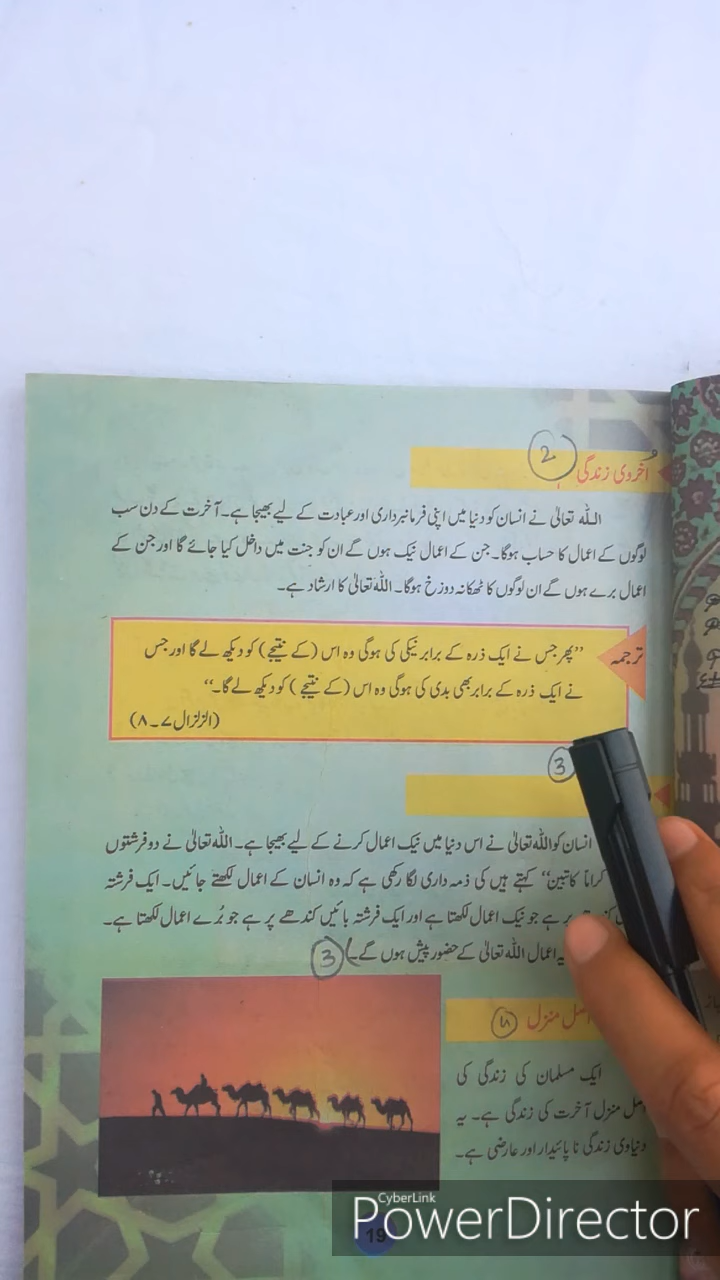 2
اُخروی زندگی
اللہ تعالیٰ نے انسان کو دنیا میں اپنی فرمانبرداری اور عبادت کے لیے بھیجا ہے۔ آخرت کے دن سب
لوگوں کے اعمال کا حساب ہوگا۔ جن کے اعمال نیک ہوں گے ان کو جنت میں داخل کیا جائے گا اور جن کے
اعمال برے ہوں گے ان لوگوں کا ٹھکانہ دوزخ ہوگا۔ اللہ تعالیٰ کا ارشاد ہے۔
ترجمہ
”پھر جس نے ایک ذرہ کے برابر نیکی کی ہوگی وہ اس (کے نتیجے) کو دیکھ لے گا اور جس
نے ایک ذرہ کے برابر بھی بدی کی ہوگی وہ اس (کے نتیجے) کو دیکھ لے گا۔“
(الزلزال ۷۔۸)
3
انسان کو اللہ تعالیٰ نے اس دنیا میں نیک اعمال کرنے کے لیے بھیجا ہے۔ اللہ تعالیٰ نے دو فرشتوں
کراماً کاتبین“ کہتے ہیں کی ذمہ داری لگا رکھی ہے کہ وہ انسان کے اعمال لکھتے جائیں۔ ایک فرشتہ
پر ہے جو نیک اعمال لکھتا ہے اور ایک فرشتہ بائیں کندھے پر ہے جو بُرے اعمال لکھتا ہے۔
یہ اعمال اللہ تعالیٰ کے حضور پیش ہوں گے۔
3
اصل منزل
ایک مسلمان کی زندگی کی
اصل منزل آخرت کی زندگی ہے۔ یہ
دنیاوی زندگی ناپائیدار اور عارضی ہے۔
19
CyberLink
PowerDirector